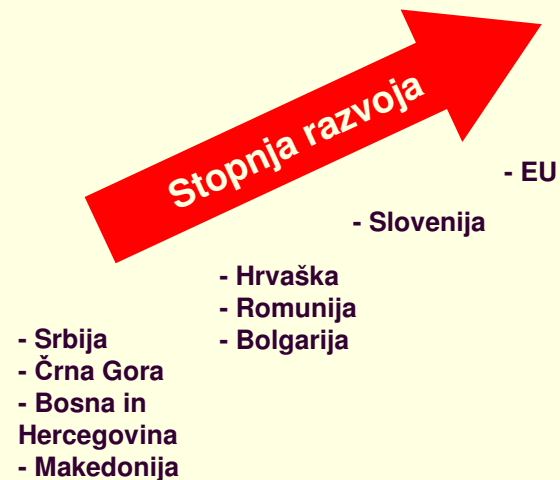 Stopnja razvoja
- EU
- Slovenija
- Hrvaška
- Romunija
- Bolgarija
- Srbija
- Črna Gora
- Bosna in
Hercegovina
- Makedonija